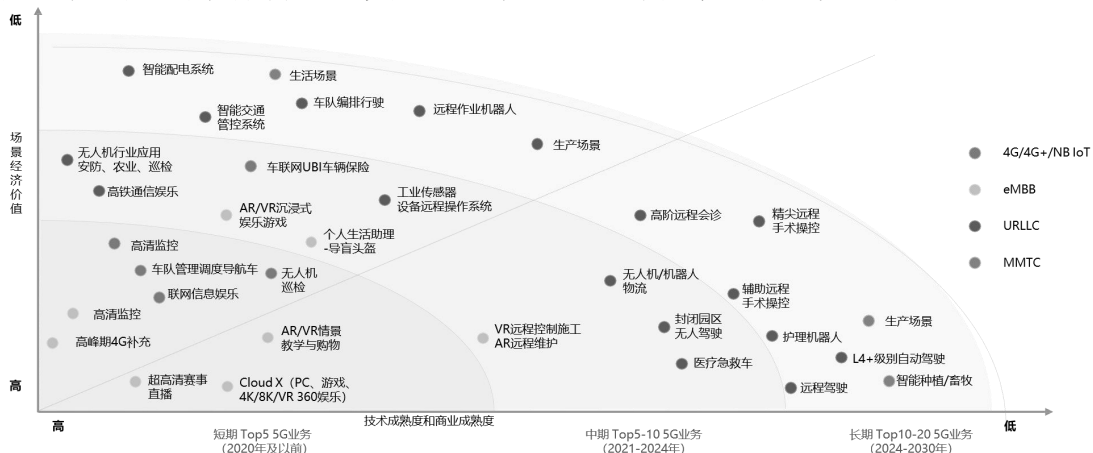 低
智能配电系统
生活场景
车队编排行驶
远程作业机器人
智能交通
管控系统
生产场景
场景经济价值
无人机行业应用
安防、农业、巡检
车联网UBI车辆保险
高铁通信娱乐
工业传感器
设备远程操作系统
AR/VR沉浸式
娱乐游戏
高阶远程会诊
精尖远程
手术操控
个人生活助理
-导盲头盔
高清监控
车队管理调度导航车
无人机
巡检
无人机/机器人
物流
联网信息娱乐
辅助远程
手术操控
高清监控
封闭园区
无人驾驶
生产场景
高峰期4G补充
AR/VR情景
教学与购物
VR远程控制施工
AR远程维护
护理机器人
医疗急救车
L4+级别自动驾驶
超高清赛事
直播
Cloud X（PC、游戏、
4K/8K/VR 360娱乐）
远程驾驶
智能种植/畜牧
4G/4G+/NB IoT
eMBB
URLLC
MMTC
高
高
技术成熟度和商业成熟度
低
短期 Top5 5G业务
（2020年及以前）
中期 Top5-10 5G业务
（2021-2024年）
长期 Top10-20 5G业务
（2024-2030年）